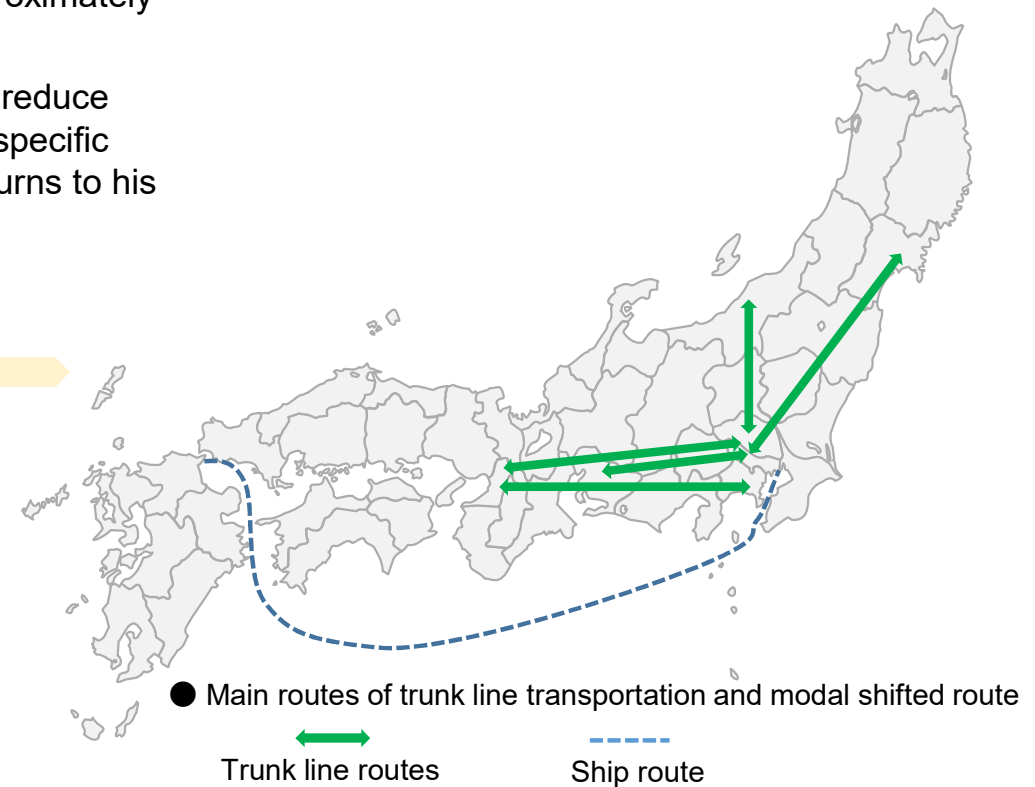 oximately
reduce
specific
urns to his
● Main routes of trunk line transportation and modal shifted route
Trunk line routes
Ship route